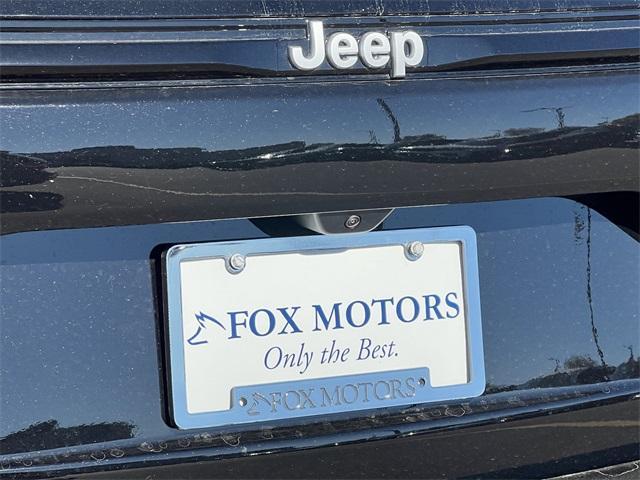 Jeep
FOX MOTORS
Only the Best.
FOX MOTORS